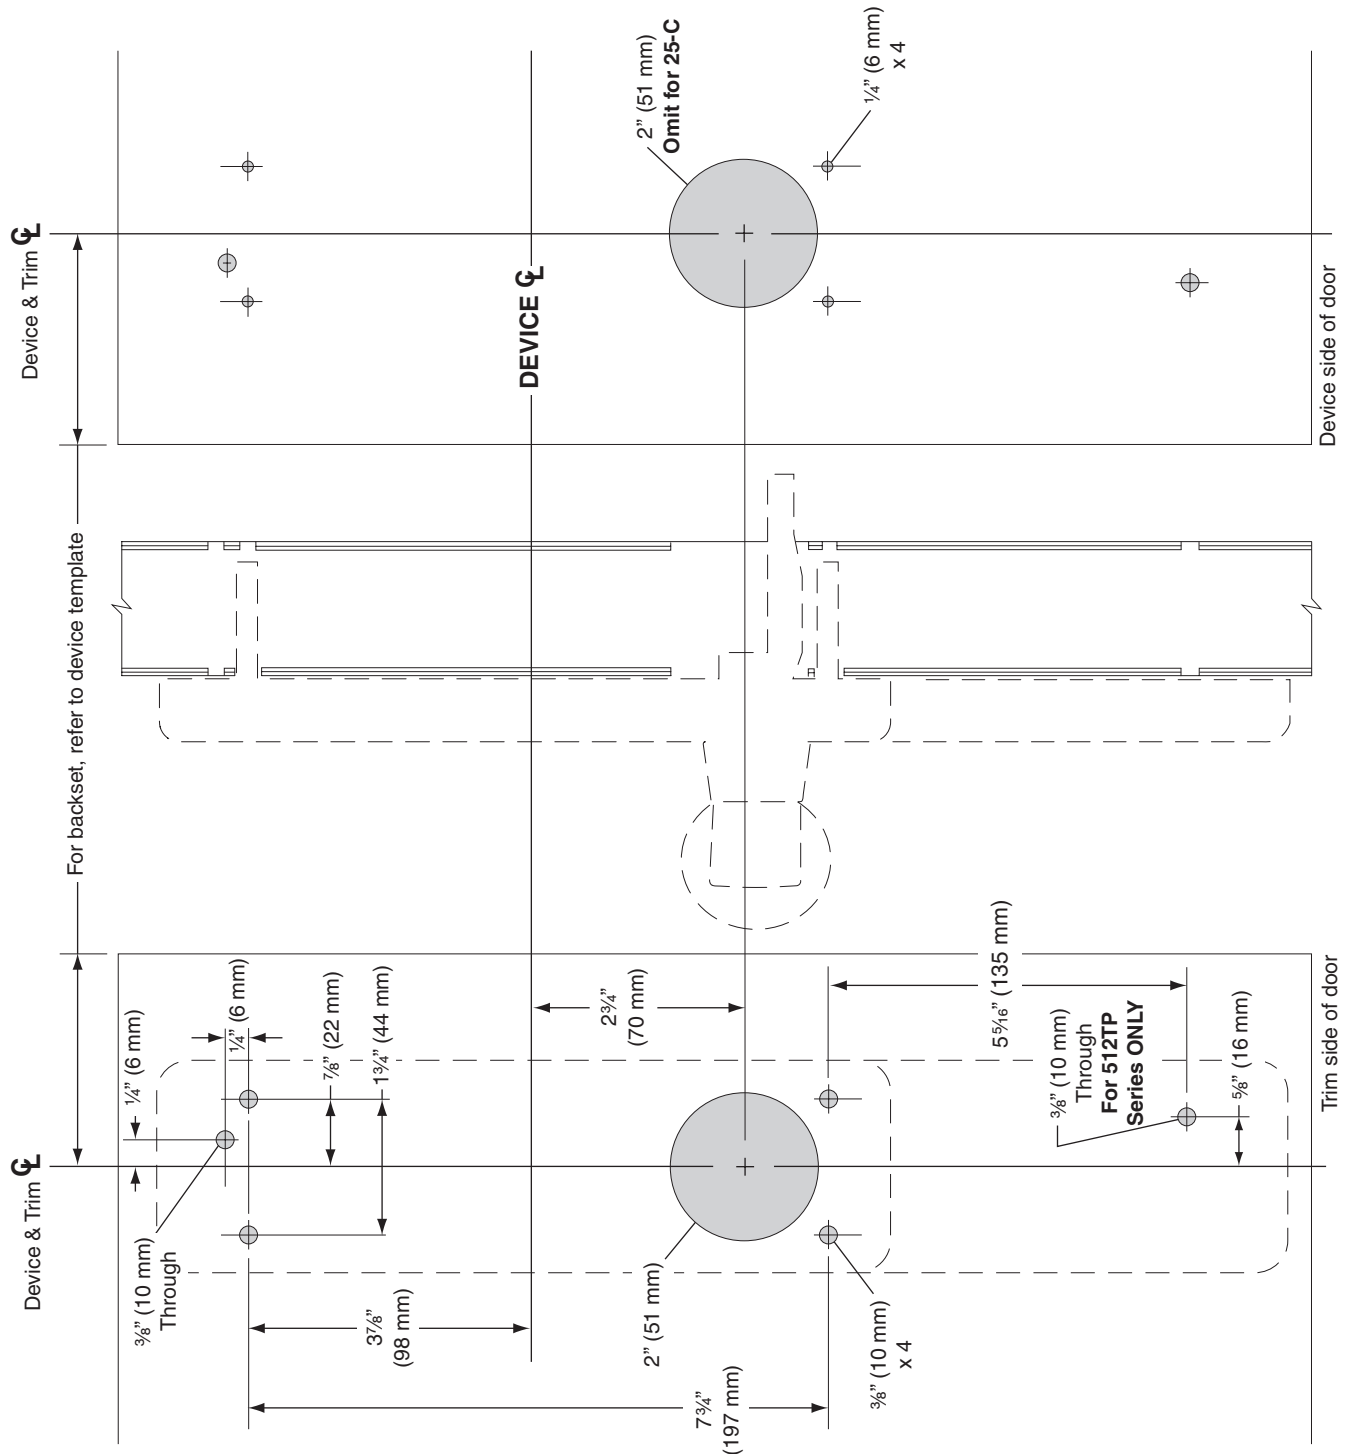 Device & Trim ℄
2” (51 mm)
Omit for 25-C
¼” (6 mm)
x 4
DEVICE ℄
Device side of door
For backset, refer to device template
Device & Trim ℄
¼” (6 mm)
¼” (6 mm)
⅞” (22 mm)
1¾” (44 mm)
⅜” (10 mm)
Through
3⅞”
(98 mm)
2¾”
(70 mm)
2” (51 mm)
7¾”
(197 mm)
⅜” (10 mm)
x 4
5 5/16” (135 mm)
⅜” (10 mm)
Through
For 512TP
Series ONLY
⅝” (16 mm)
Trim side of door